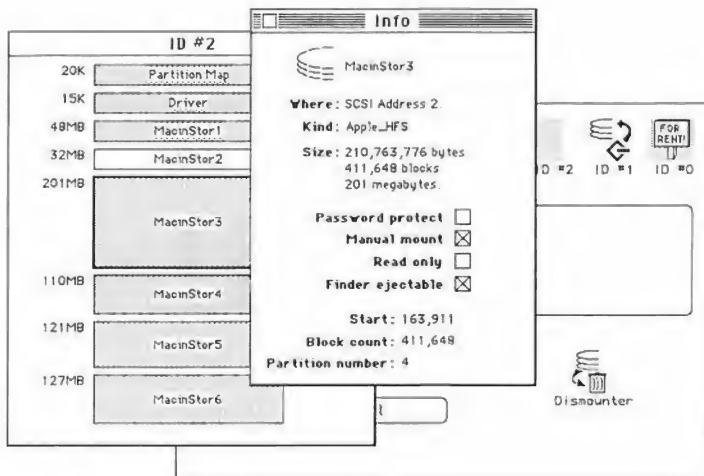 ID #2
20K Partition Map
15K Driver
48MB MacinStor1
32MB MacinStor2
201MB MacinStor3
110MB MacinStor4
121MB MacinStor5
127MB MacinStor6
Info
MacinStor3
Where: SCSI Address 2.
Kind: Apple_HFS
Size: 210,763,776 bytes
411,648 blocks
201 megabytes.
Password protect
Manual mount
Read only
Finder ejectable
Start: 163,911
Block count: 411,648
Partition number: 4
FOR
RENT!
ID #2 ID #1 ID #0
Dismounter